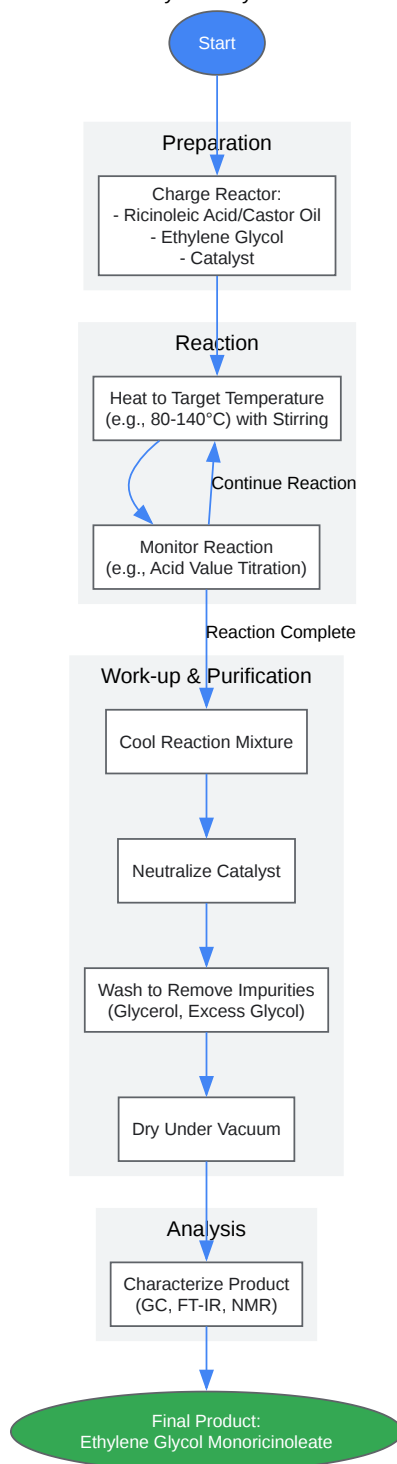 Start
Preparation
Charge Reactor:
- Ricinoleic Acid/Castor Oil
- Ethylene Glycol
- Catalyst
Reaction
Heat to Target Temperature
(e.g., 80-140°C) with Stirring
Continue Reaction
Monitor Reaction
(e.g., Acid Value Titration)
Reaction Complete
Work-up & Purification
Cool Reaction Mixture
Neutralize Catalyst
Wash to Remove Impurities
(Glycerol, Excess Glycol)
Dry Under Vacuum
Analysis
Characterize Product
(GC, FT-IR, NMR)
Final Product:
Ethylene Glycol Monoricinoleate